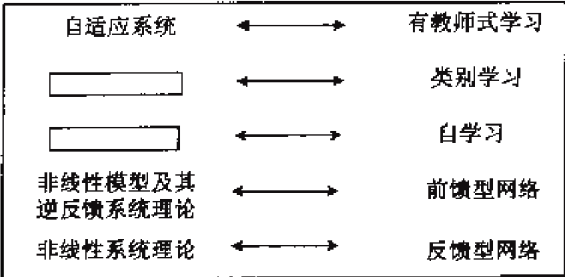 自适应系统 有教师式学习
类别学习
自学习
非线性模型及其
逆反馈系统理论 前馈型网络
非线性系统理论 反馈型网络